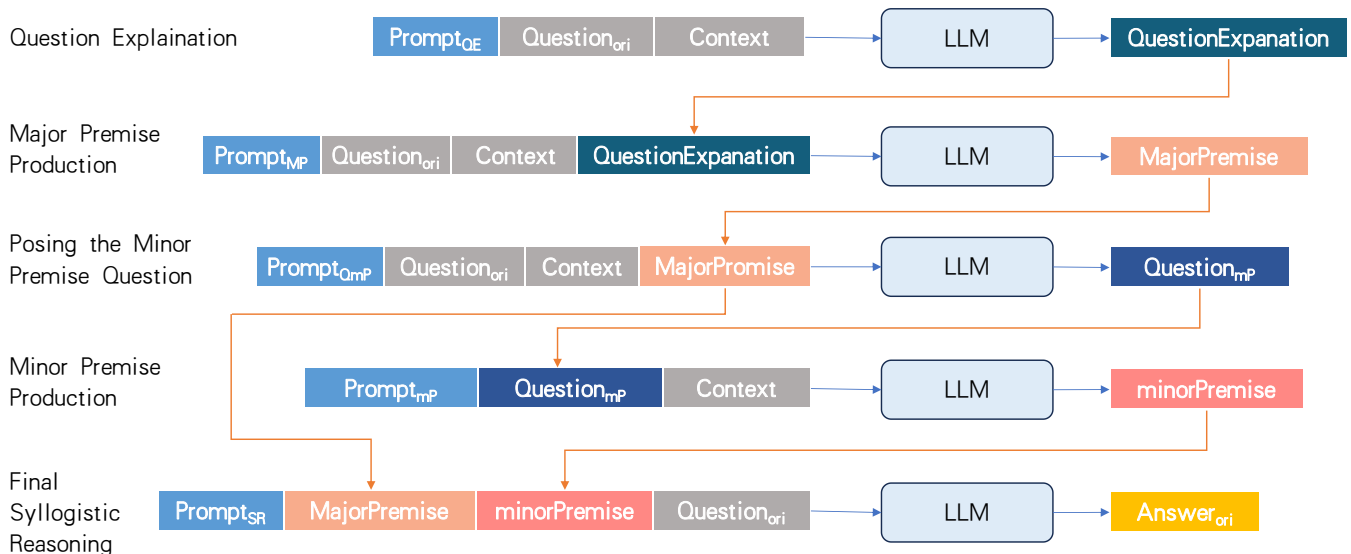 Question Explaination
Prompt_QE Question_ori Context LLM QuestionExpanation
Major Premise
Production
Prompt_MP Question_ori Context QuestionExpanation LLM MajorPremise
Posing the Minor
Premise Question
Prompt_QmP Question_ori Context MajorPromise LLM Question_mP
Minor Premise
Production
Prompt_mP Question_mP Context LLM minorPremise
Final
Syllogistic
Reasoning
Prompt_SR MajorPremise minorPremise Question_ori LLM Answer_ori